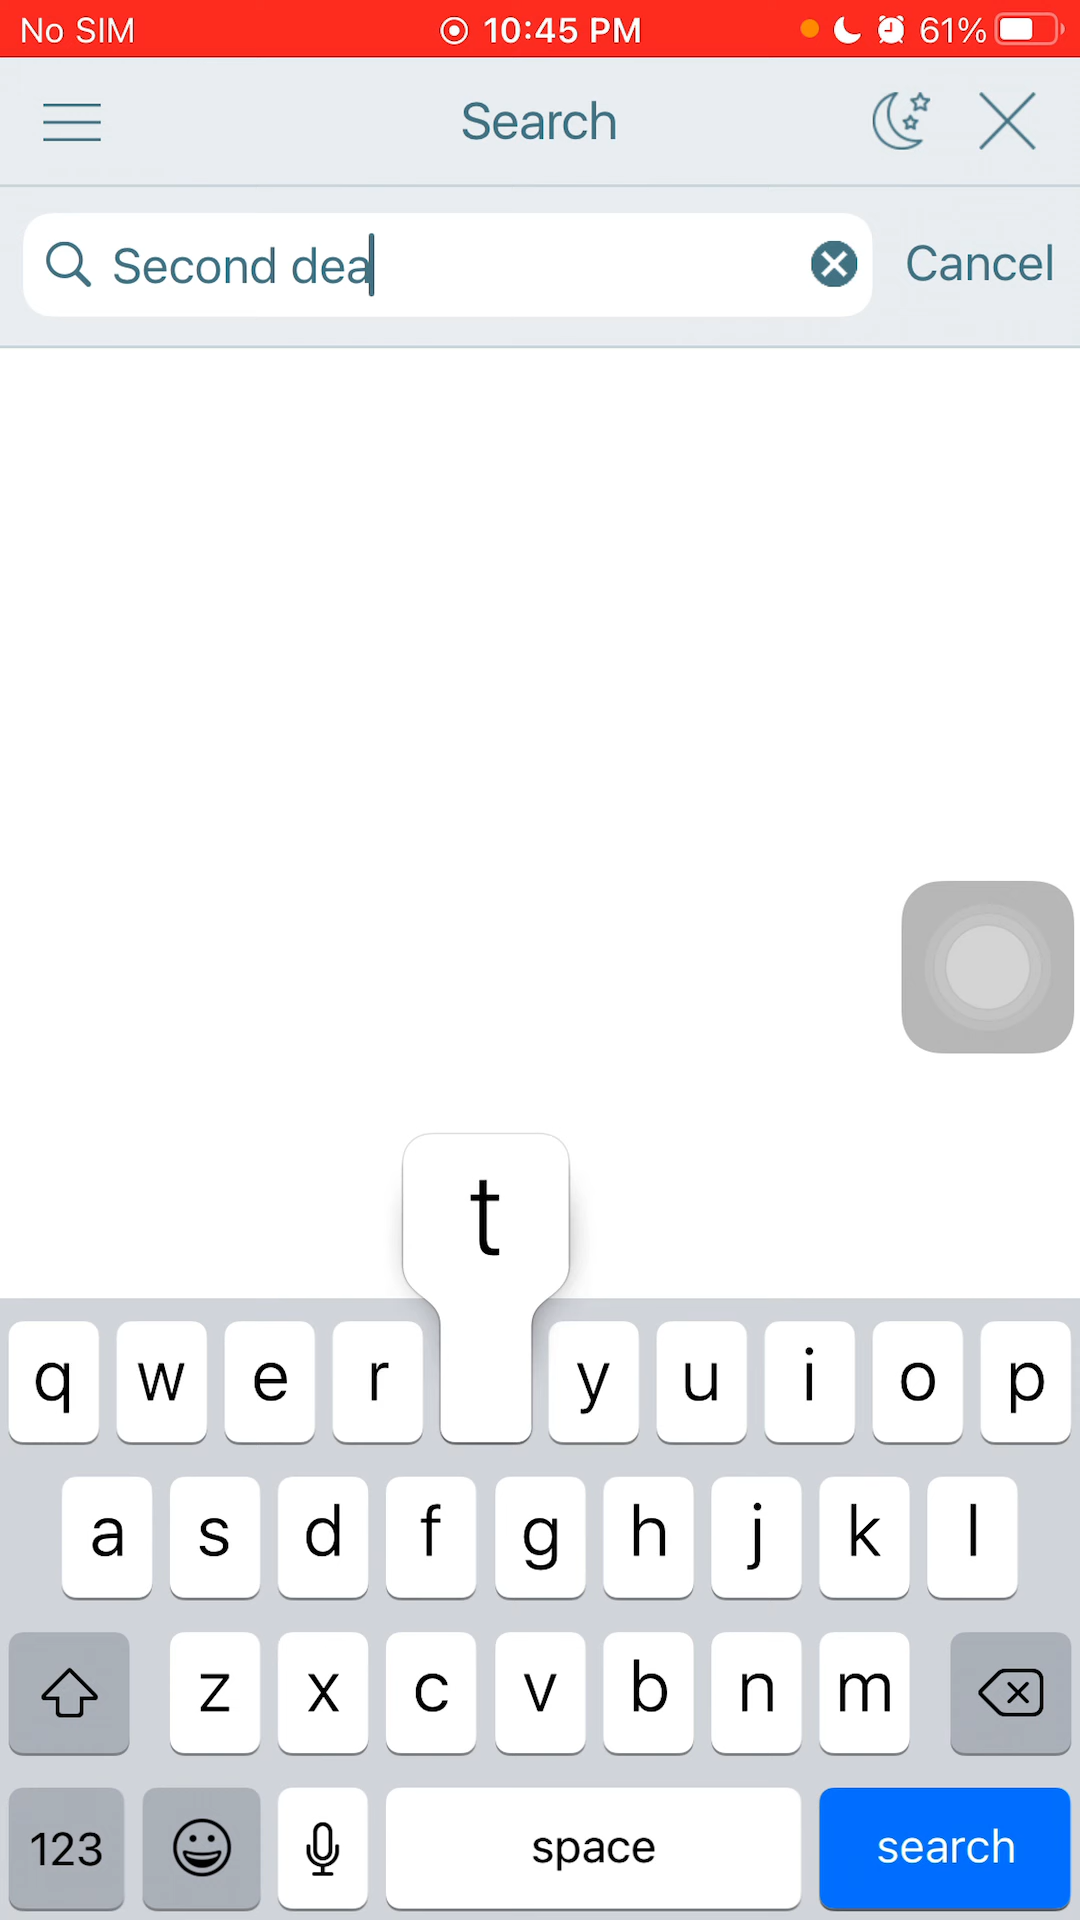 No SIM 10:45 PM 61%
Search
Second dea Cancel
t
q w e r y u i o p
a s d f g h j k l
z x c v b n m
123 space search